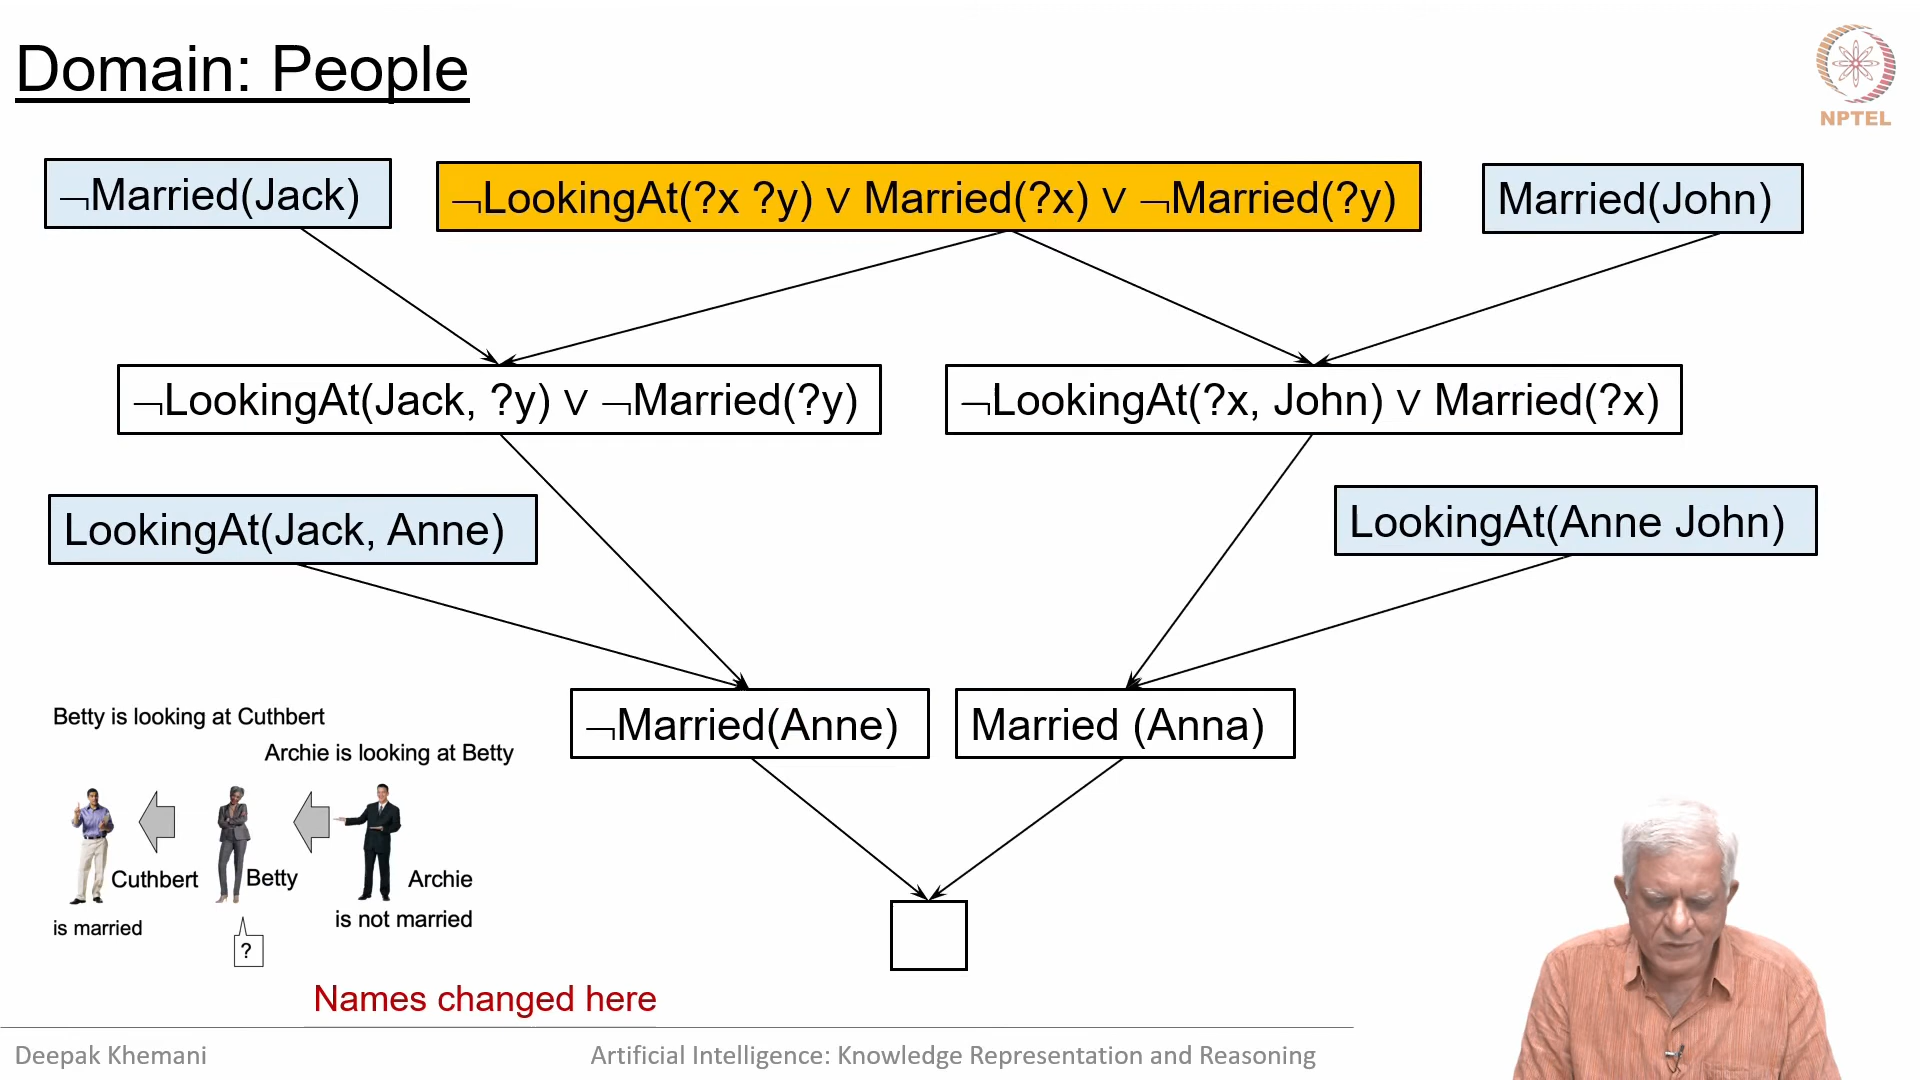 Domain: People
NPTEL
¬Married(Jack)
¬LookingAt(?x ?y) ∨ Married(?x) ∨ ¬Married(?y)
Married(John)
¬LookingAt(Jack, ?y) ∨ ¬Married(?y)
¬LookingAt(?x, John) ∨ Married(?x)
LookingAt(Jack, Anne)
LookingAt(Anne John)
¬Married(Anne)
Married (Anna)
Betty is looking at Cuthbert
Archie is looking at Betty
Cuthbert
Betty
Archie
is married
is not married
?
Names changed here
Deepak Khemani
Artificial Intelligence: Knowledge Representation and Reasoning